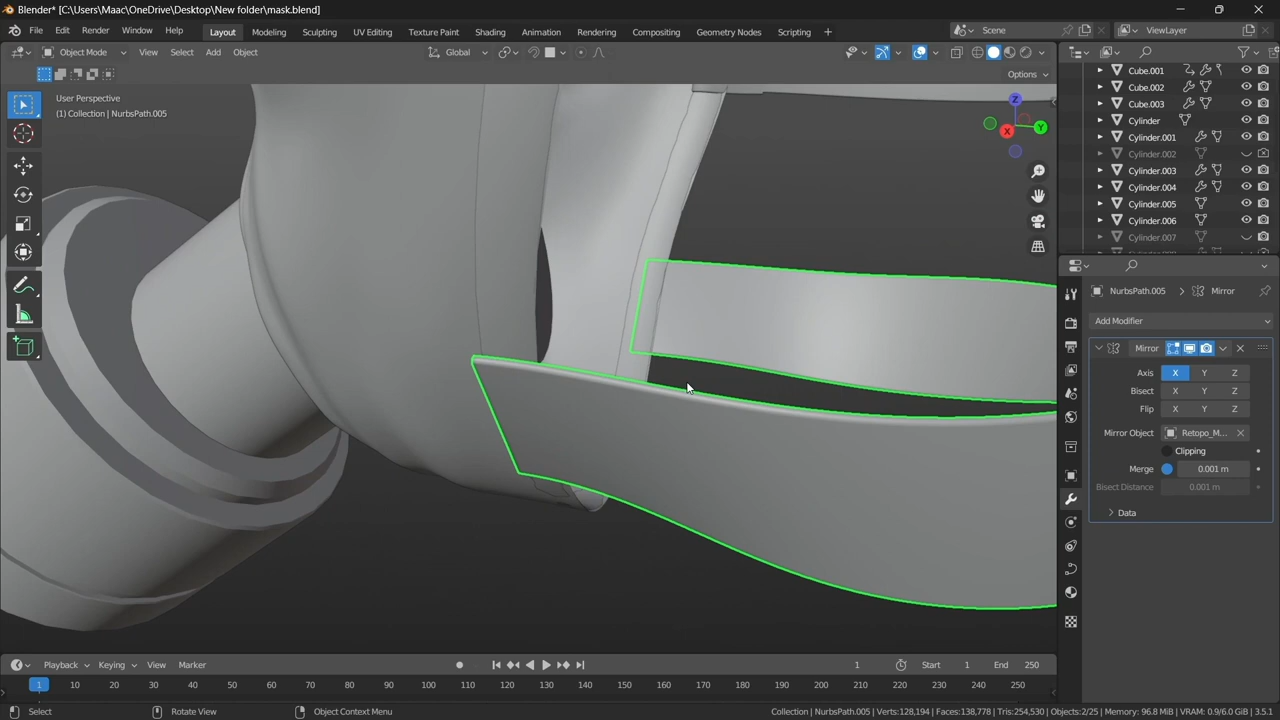 Blender* [C:\Users\Maac\OneDrive\Desktop\New folder\mask.blend]
File Edit Render Window Help Layout Modeling Sculpting UV Editing Texture Paint Shading Animation Rendering Compositing Geometry Nodes Scripting + Scene ViewLayer
Object Mode View Select Add Object Global
Options
User Perspective
(1) Collection | NurbsPath.005
Z
Y
X
Cube.001
Cube.002
Cube.003
Cylinder
Cylinder.001
Cylinder.002
Cylinder.003
Cylinder.004
Cylinder.005
Cylinder.006
Cylinder.007
NurbsPath.005 Mirror
Add Modifier
Mirror
Axis X Y Z
Bisect X Y Z
Flip X Y Z
Mirror Object Retopo_M...
Clipping
Merge 0.001 m
Bisect Distance 0.001 m
Data
Playback Keying View Marker 1 Start 1 End 250
1 10 20 30 40 50 60 70 80 90 100 110 120 130 140 150 160 170 180 190 200 210 220 230 240 250
Select Rotate View Object Context Menu Collection | NurbsPath.005 | Verts:128,194 | Faces:138,778 | Tris:254,530 | Objects:2/25 | Memory: 96.8 MiB | VRAM: 0.9/6.0 GiB | 3.5.1